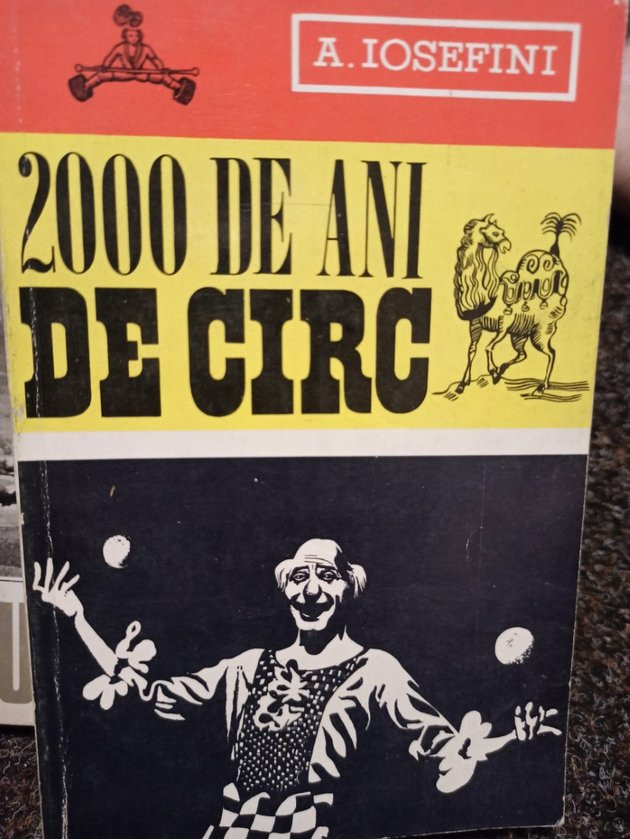 A. IOSEFINI
2000 DE ANI
DE CIRC